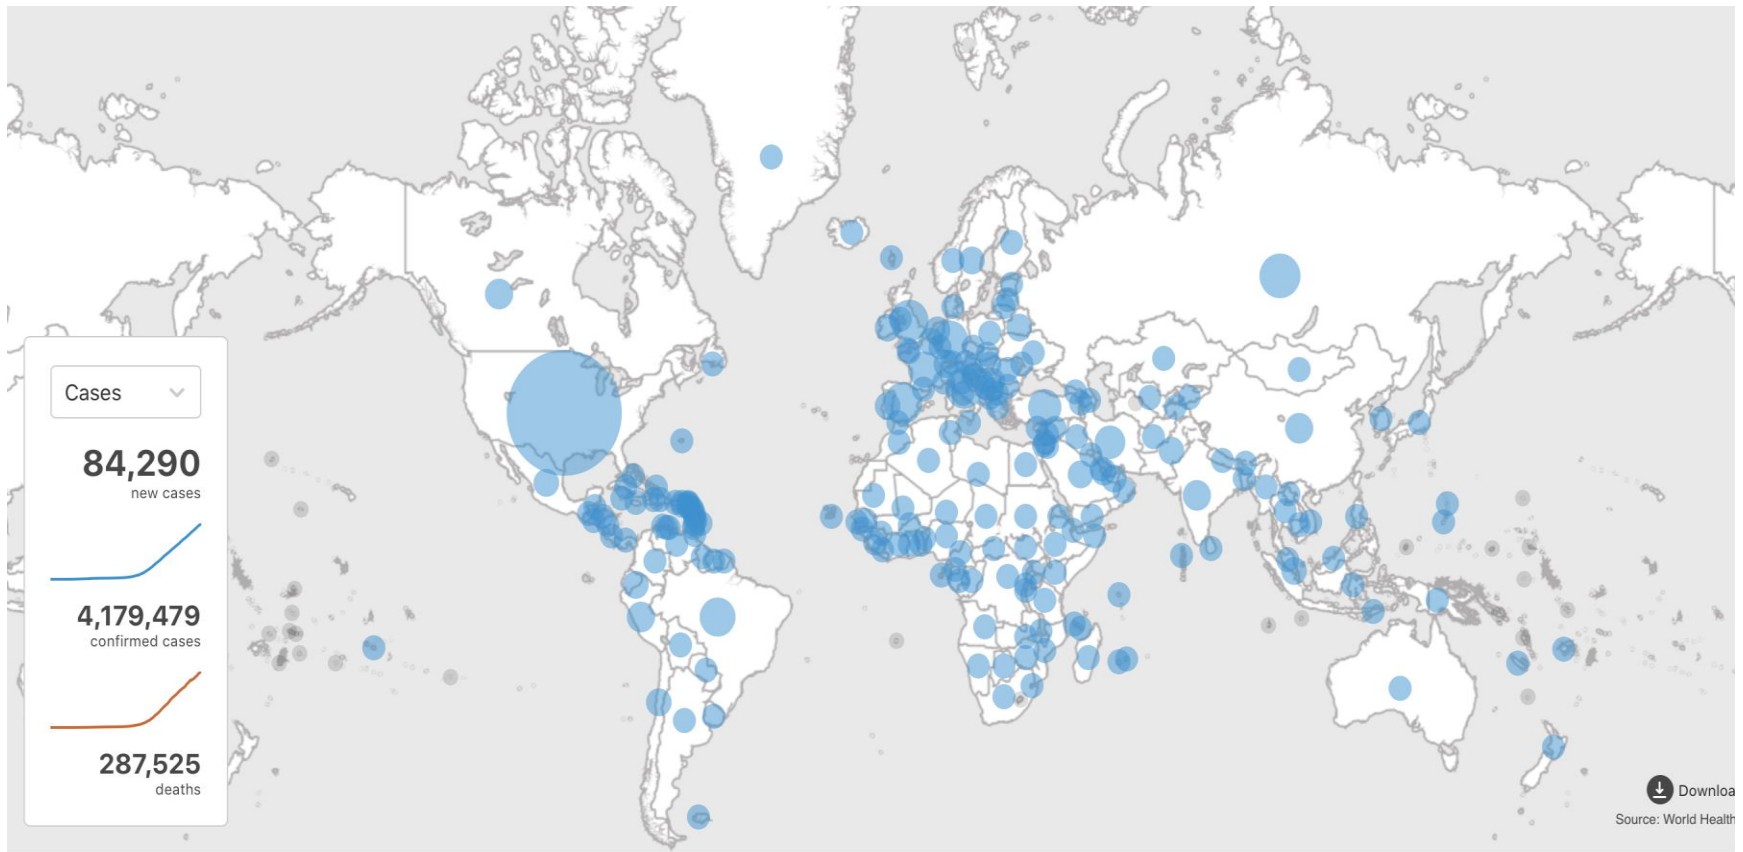 Cases
84,290
new cases
4,179,479
confirmed cases
287,525
deaths
Downloa
Source: World Health